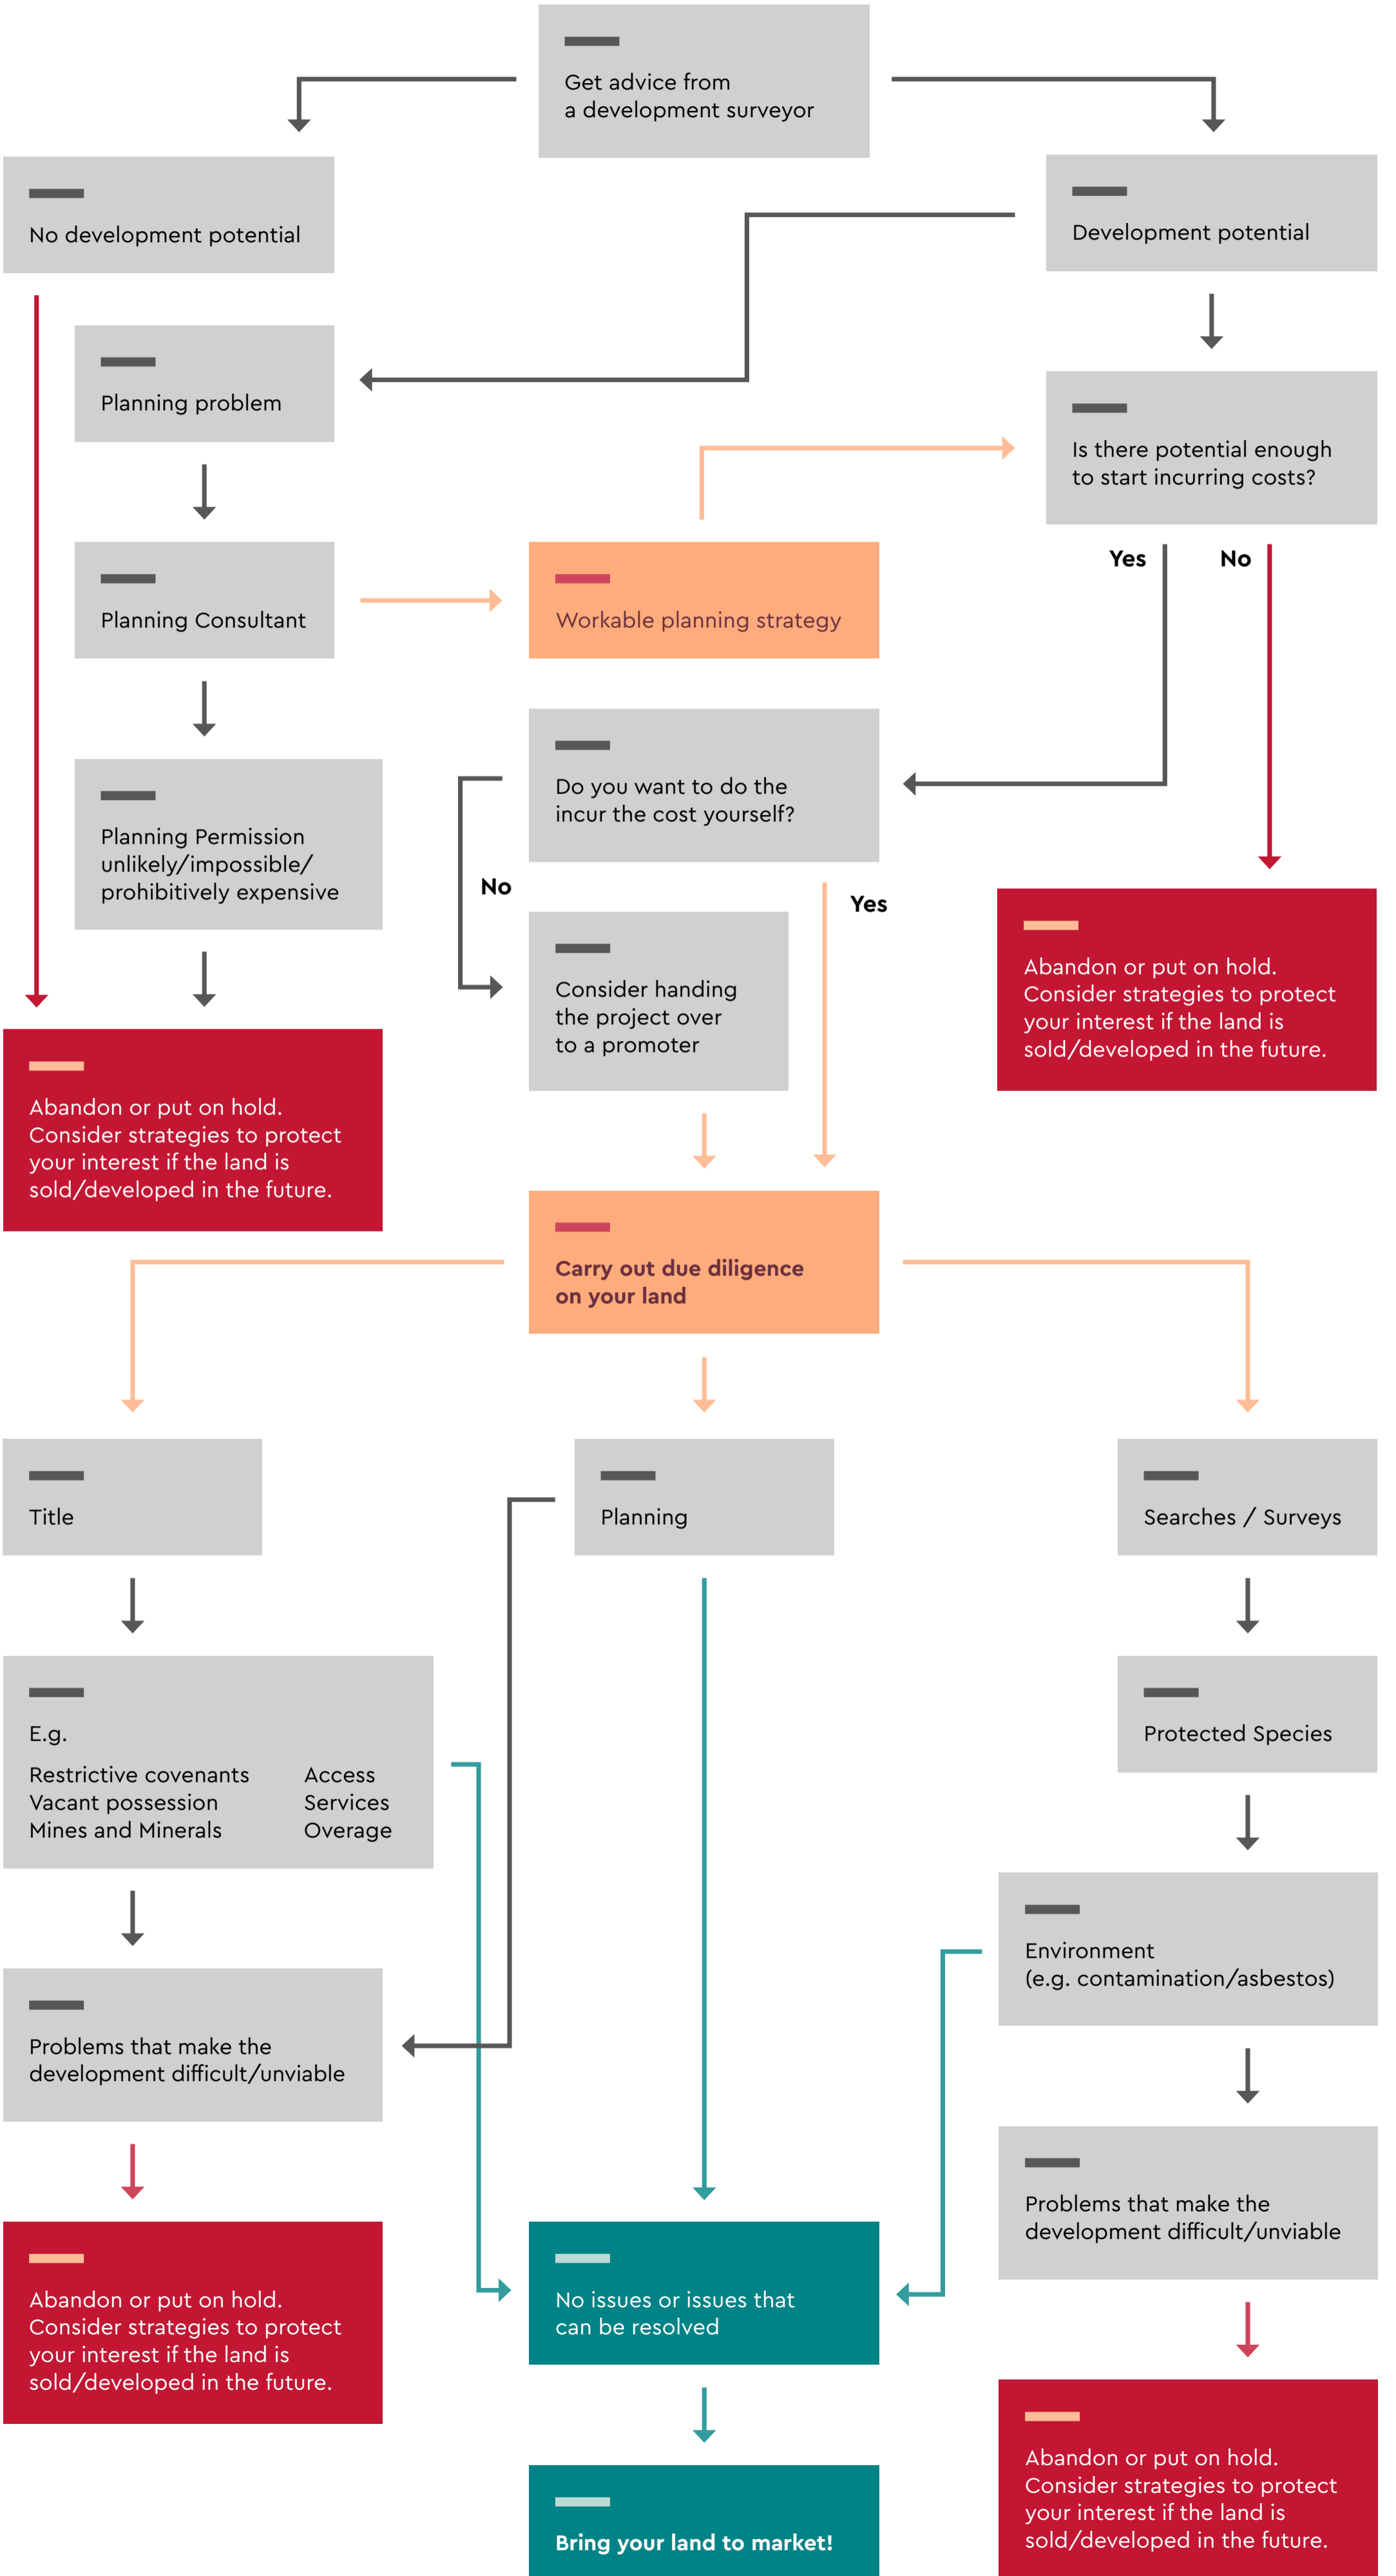 Get advice from
a development surveyor
No development potential
Development potential
Planning problem
Is there potential enough
to start incurring costs?
Yes
No
Planning Consultant
Workable planning strategy
Do you want to do the
incur the cost yourself?
Planning Permission
unlikely/impossible/
prohibitively expensive
No
Yes
Consider handing
the project over
to a promoter
Abandon or put on hold.
Consider strategies to protect
your interest if the land is
sold/developed in the future.
Abandon or put on hold.
Consider strategies to protect
your interest if the land is
sold/developed in the future.
Carry out due diligence
on your land
Title
Planning
Searches / Surveys
E.g.
Restrictive covenants
Vacant possession
Mines and Minerals
Access
Services
Overage
Protected Species
Environment
(e.g. contamination/asbestos)
Problems that make the
development difficult/unviable
Problems that make the
development difficult/unviable
Abandon or put on hold.
Consider strategies to protect
your interest if the land is
sold/developed in the future.
No issues or issues that
can be resolved
Abandon or put on hold.
Consider strategies to protect
your interest if the land is
sold/developed in the future.
Bring your land to market!